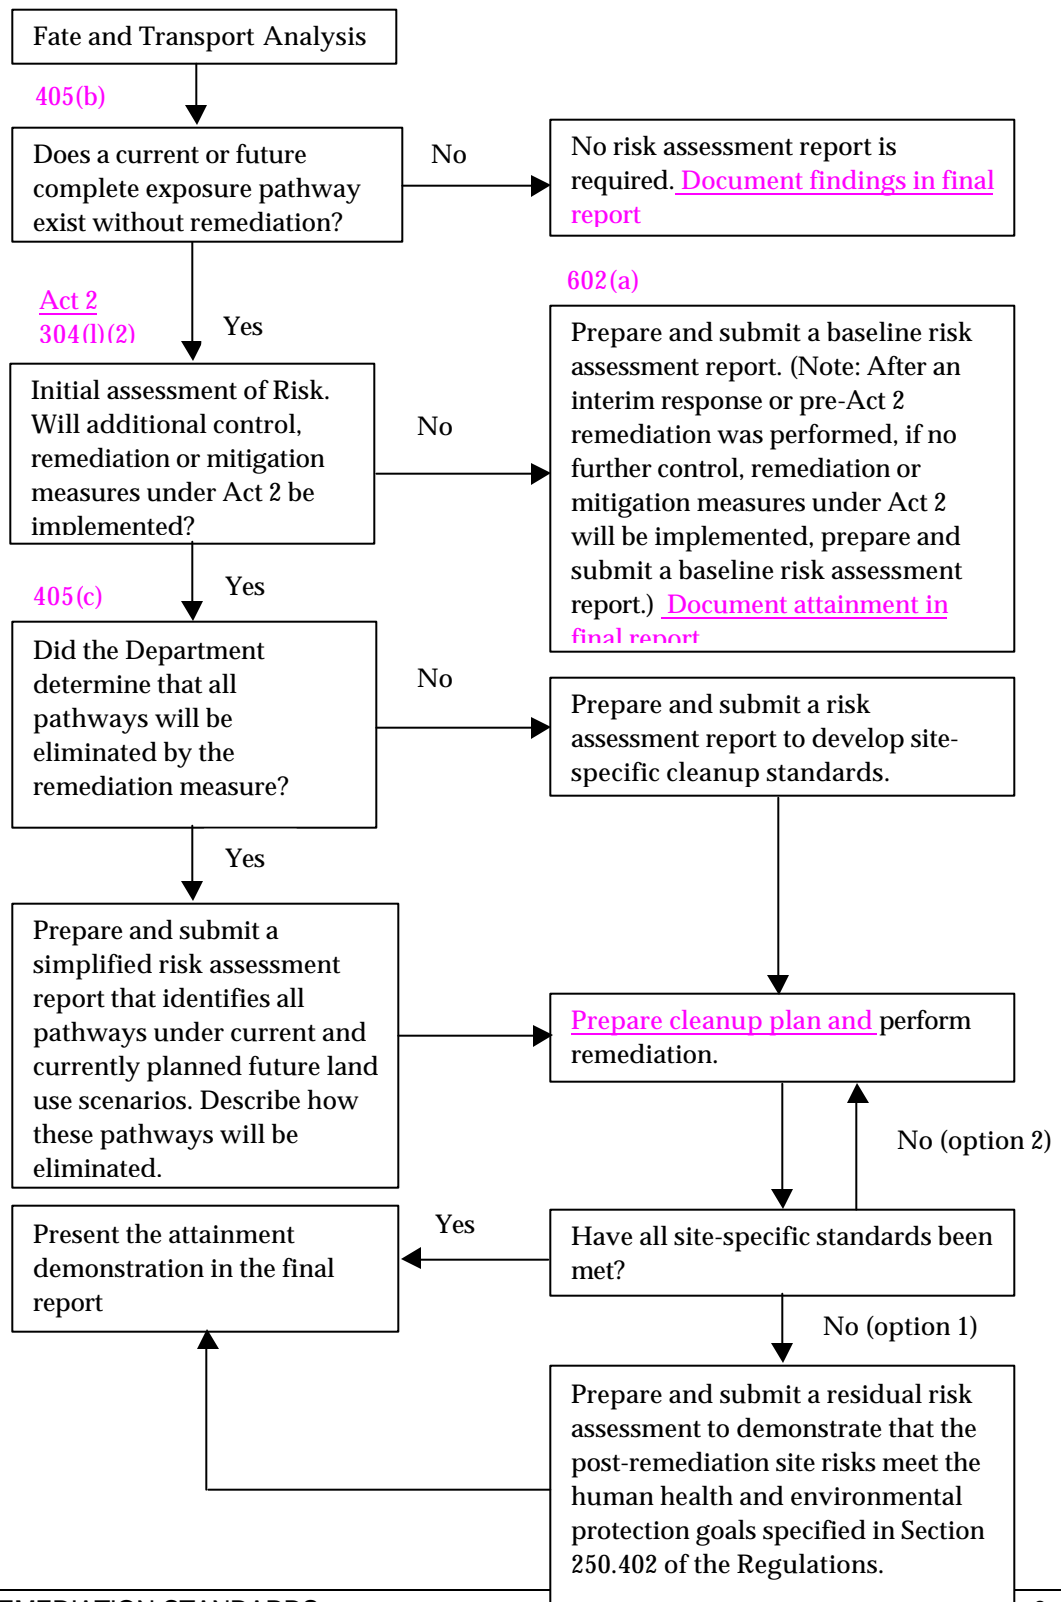 Fate and Transport Analysis
405(b)
Does a current or future
complete exposure pathway
exist without remediation?
No
No risk assessment report is
required. Document findings in final
report
602(a)
Act 2
304(l)(2)
Yes
Initial assessment of Risk.
Will additional control,
remediation or mitigation
measures under Act 2 be
implemented?
No
Prepare and submit a baseline risk
assessment report. (Note: After an
interim response or pre-Act 2
remediation was performed, if no
further control, remediation or
mitigation measures under Act 2
will be implemented, prepare and
submit a baseline risk assessment
report.) Document attainment in
final report
405(c)
Yes
Did the Department
determine that all
pathways will be
eliminated by the
remediation measure?
No
Prepare and submit a risk
assessment report to develop site-
specific cleanup standards.
Yes
Prepare and submit a
simplified risk assessment
report that identifies all
pathways under current and
currently planned future land
use scenarios. Describe how
these pathways will be
eliminated.
Prepare cleanup plan and perform
remediation.
No (option 2)
Present the attainment
demonstration in the final
report
Yes
Have all site-specific standards been
met?
No (option 1)
Prepare and submit a residual risk
assessment to demonstrate that the
post-remediation site risks meet the
human health and environmental
protection goals specified in Section
250.402 of the Regulations.